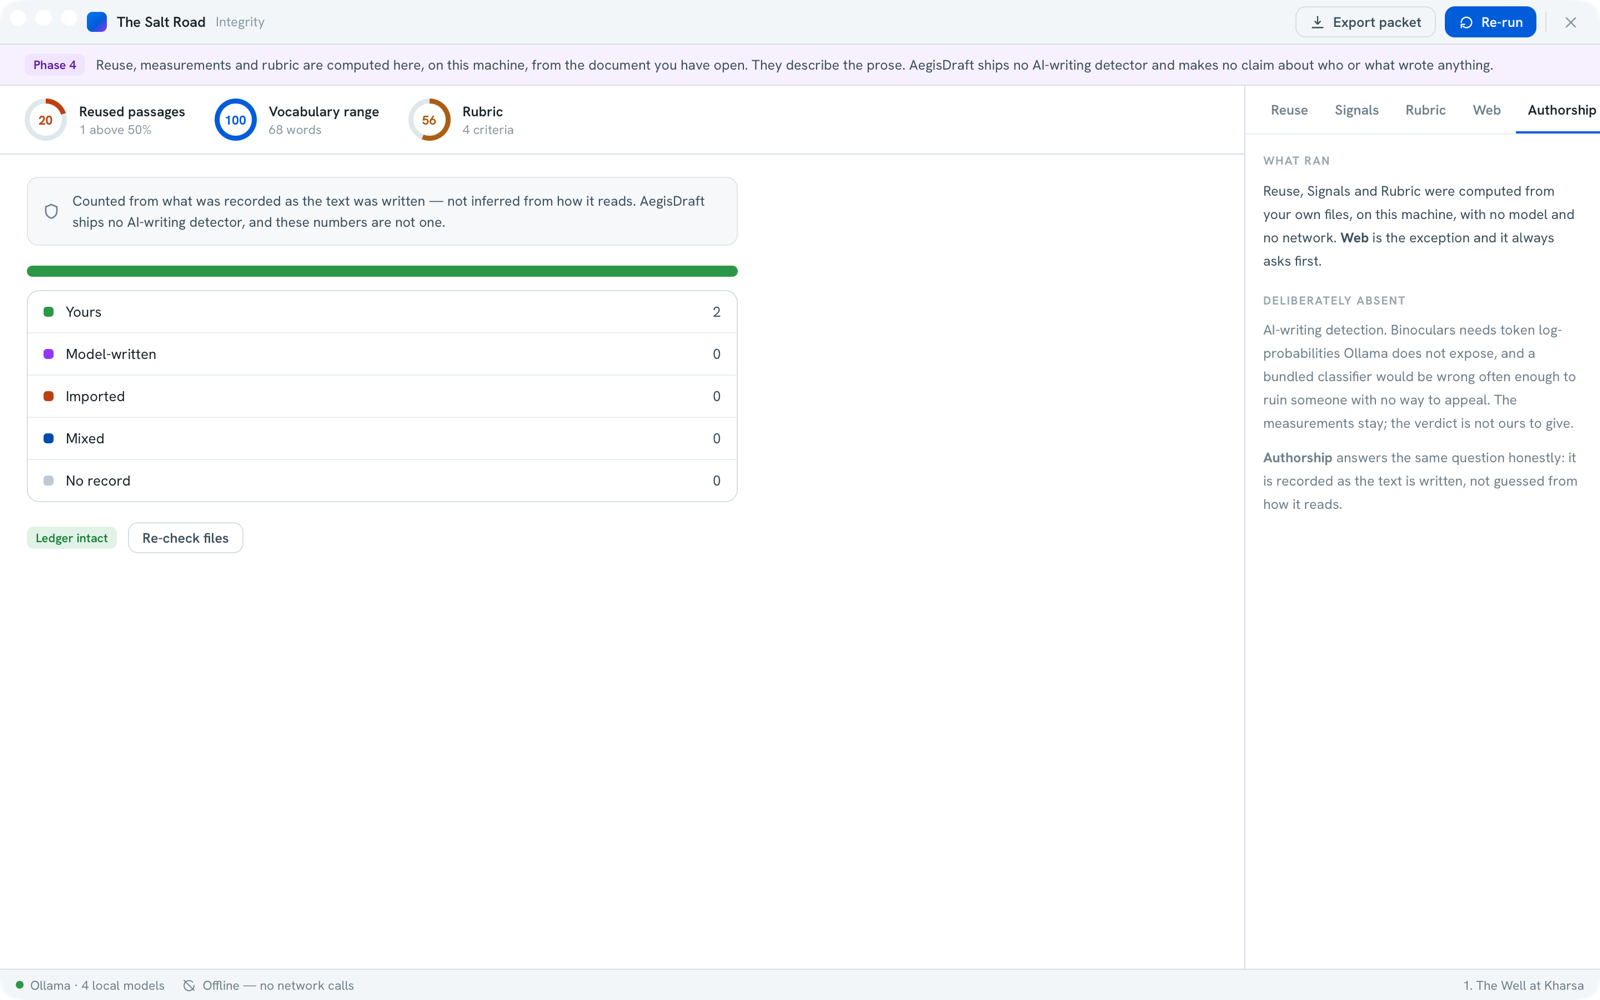 The Salt Road Integrity
Export packet
Re-run
Phase 4 Reuse, measurements and rubric are computed here, on this machine, from the document you have open. They describe the prose. AegisDraft ships no AI-writing detector and makes no claim about who or what wrote anything.
20 Reused passages
1 above 50%
100 Vocabulary range
68 words
56 Rubric
4 criteria
Reuse Signals Rubric Web Authorship
Counted from what was recorded as the text was written — not inferred from how it reads. AegisDraft
ships no AI-writing detector, and these numbers are not one.
Yours 2
Model-written 0
Imported 0
Mixed 0
No record 0
Ledger intact Re-check files
WHAT RAN
Reuse, Signals and Rubric were computed from
your own files, on this machine, with no model and
no network. Web is the exception and it always
asks first.
DELIBERATELY ABSENT
AI-writing detection. Binoculars needs token log-
probabilities Ollama does not expose, and a
bundled classifier would be wrong often enough to
ruin someone with no way to appeal. The
measurements stay; the verdict is not ours to give.
Authorship answers the same question honestly: it
is recorded as the text is written, not guessed from
how it reads.
Ollama · 4 local models Offline — no network calls
1. The Well at Kharsa